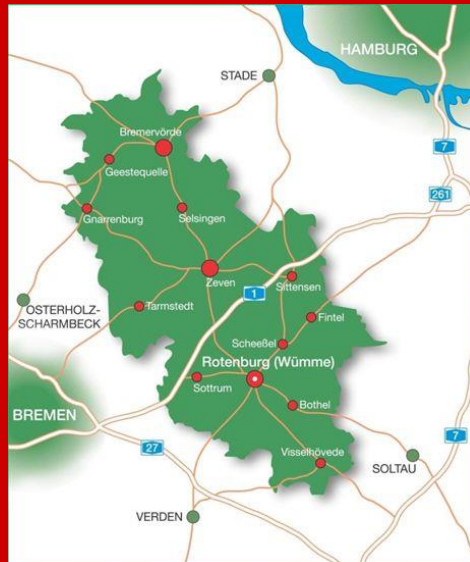 HAMBURG
STADE
Bremervörde
7
Geestequelle
261
Gnarrenburg
Selsingen
Zeven
Sittensen
1
OSTERHOLZ-
SCHARMBECK
Tarmstedt
Fintel
Scheeßel
Rotenburg (Wümme)
Sottrum
Bothel
BREMEN
27
7
Visselhövede
SOLTAU
VERDEN